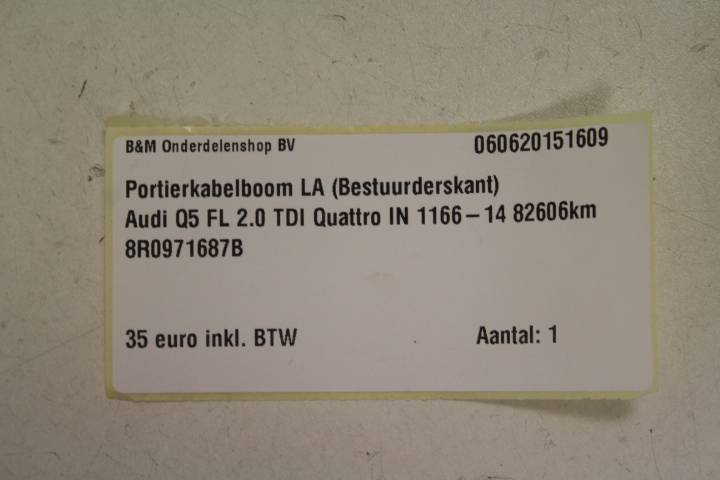 B&M Onderdelenshop BV 060620151609
Portierkabelboom LA (Bestuurderskant)
Audi Q5 FL 2.0 TDI Quattro IN 1166-14 82606km
8R0971687B
35 euro inkl. BTW Aantal: 1